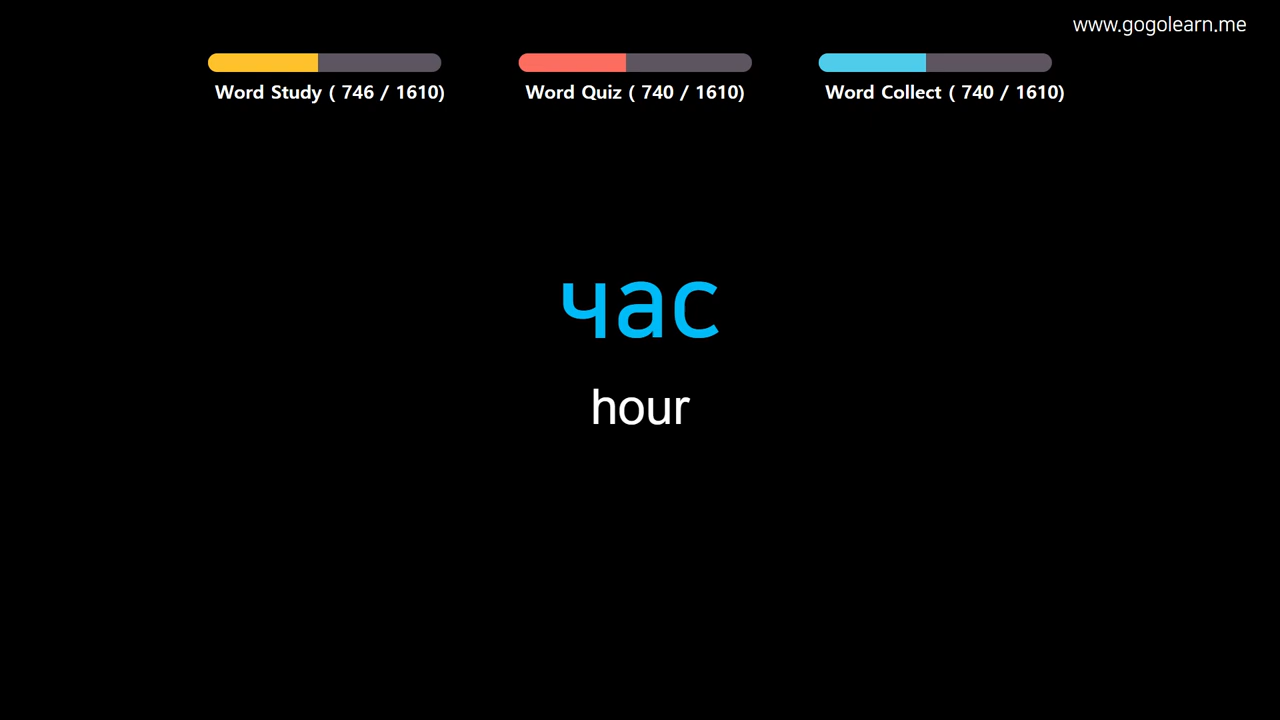 www.gogolearn.me
Word Study ( 746 / 1610)
Word Quiz ( 740 / 1610)
Word Collect ( 740 / 1610)
час
hour